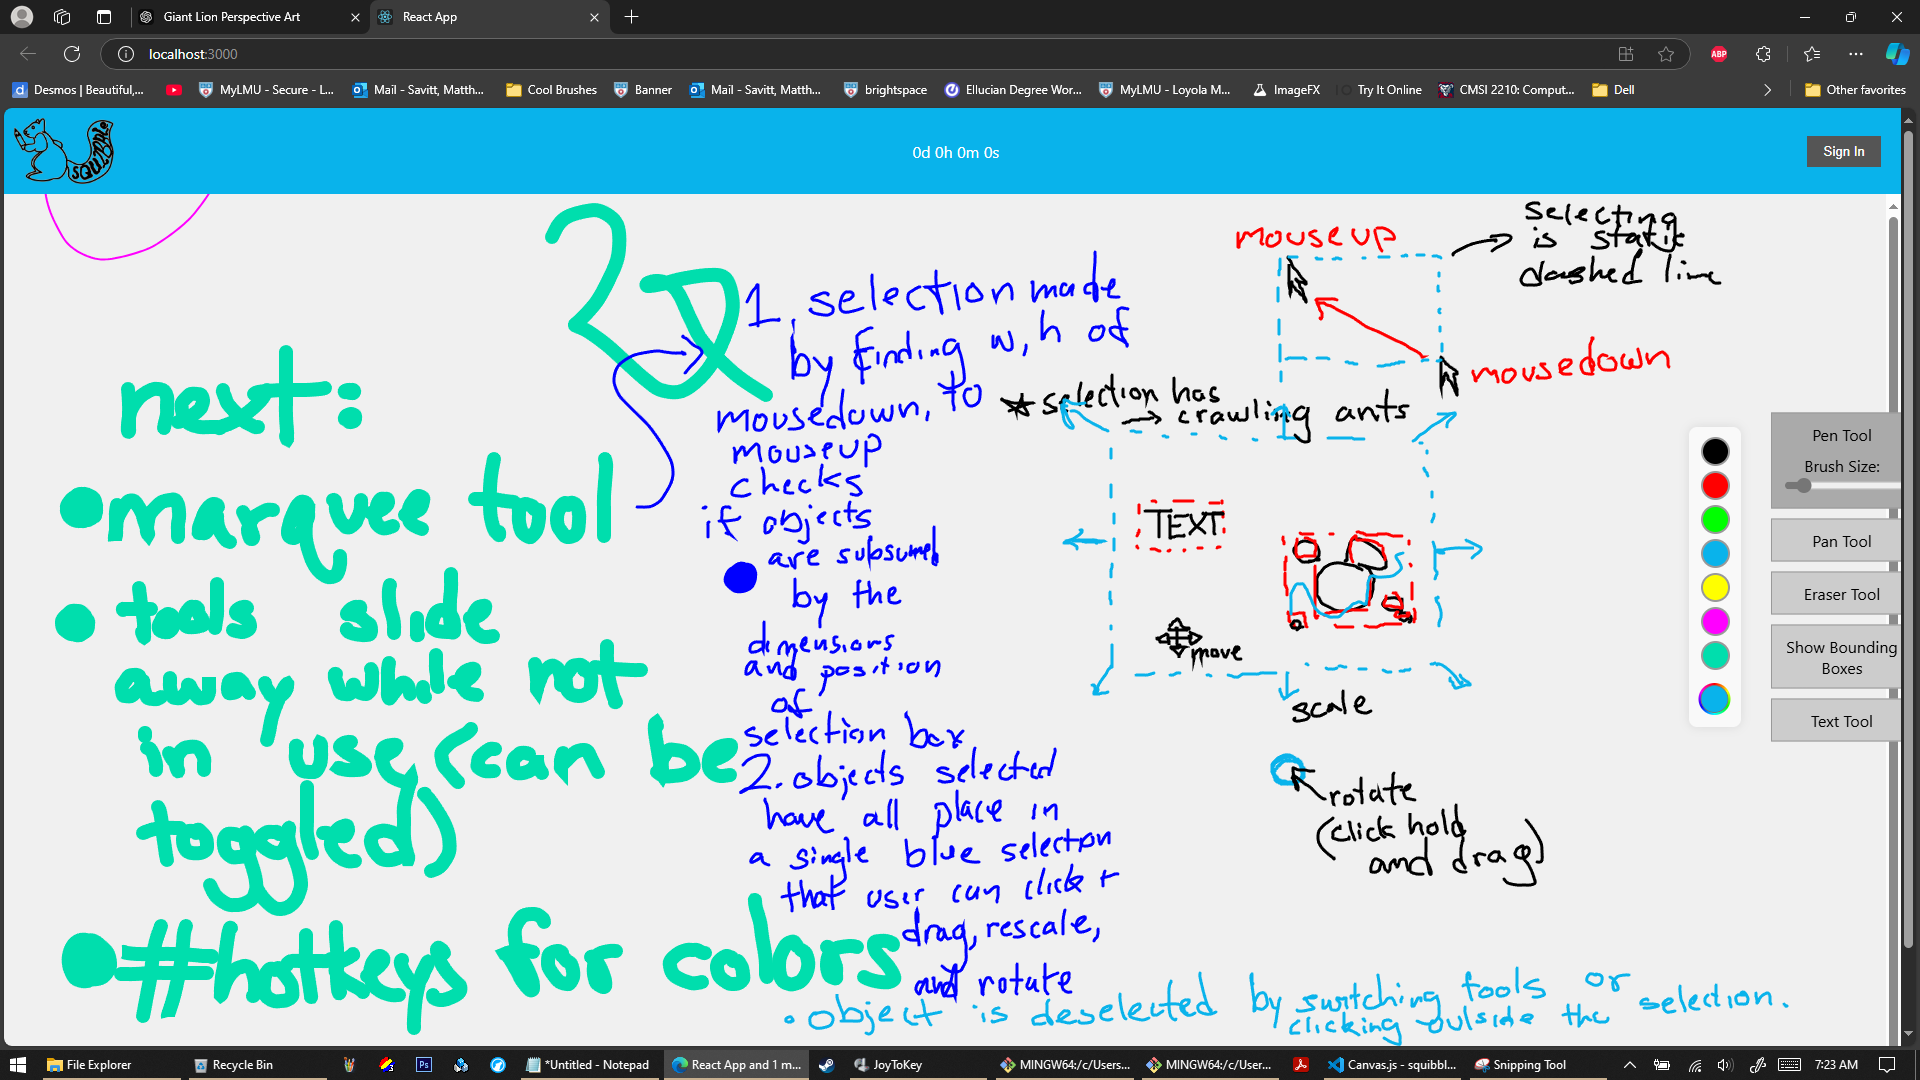 Giant Lion Perspective Art
React App
localhost:3000
ABP
Desmos | Beautiful,...
MyLMU - Secure - L...
Mail - Savitt, Matth...
Cool Brushes
Banner
Mail - Savitt, Matth...
brightspace
Ellucian Degree Wor...
MyLMU - Loyola M...
ImageFX
Try It Online
CMSI 2210: Comput...
Dell
Other favorites
0d 0h 0m 0s
Sign In
next:
●marquee tool
● tools slide
away while not
in use (can be
toggled)
●#hotkeys for colors
1. selection made
by finding w, h of
mousedown, to
mouseup
checks
if objects
are subsumed
by the
dimensions
and position
of
selection box
2. objects selected
have all place in
a single blue selection
that user can click +
drag, rescale,
and rotate
• object is deselected by switching tools or
clicking outside the selection.
mouseup
selecting
is static
dashed line
mousedown
★ selection has
→ crawling ants
TEXT
move
scale
rotate
(click hold
and drag)
Pen Tool
Brush Size:
Pan Tool
Eraser Tool
Show Bounding
Boxes
Text Tool
File Explorer
Recycle Bin
Ps
*Untitled - Notepad
React App and 1 m...
JoyToKey
MINGW64:/c/Users...
MINGW64:/c/User...
Canvas.js - squibbl...
Snipping Tool
7:23 AM